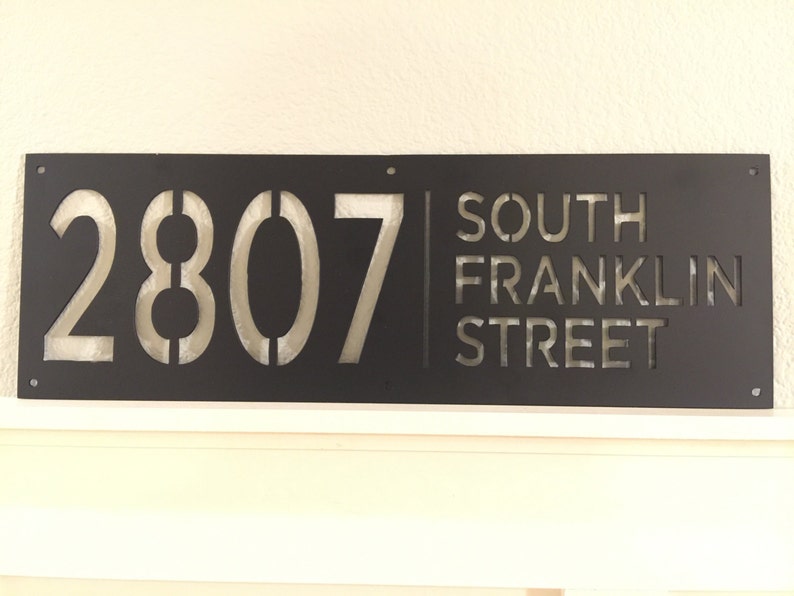 2807
SOUTH
FRANKLIN
STREET